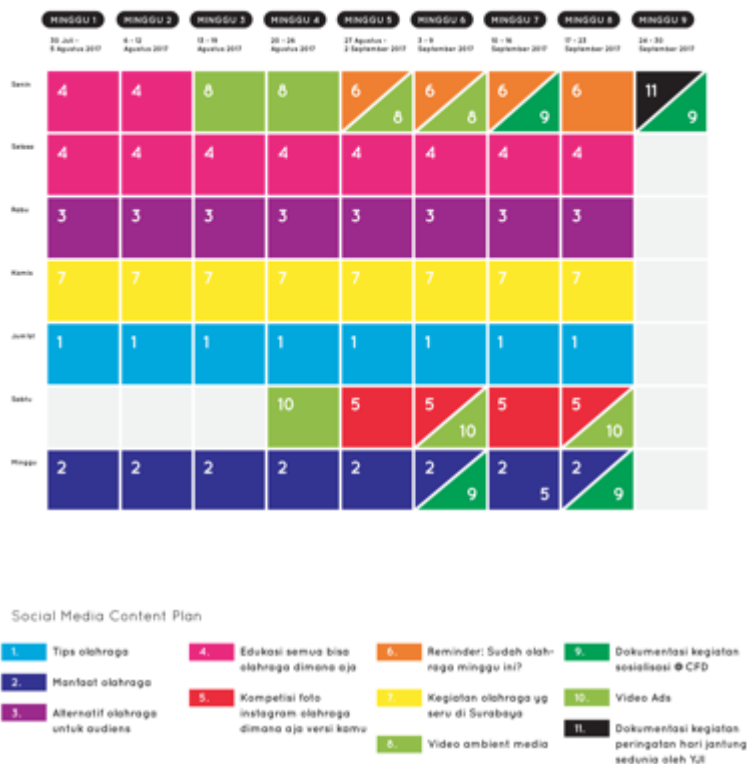 MINGGU 1 MINGGU 2 MINGGU 3 MINGGU 4 MINGGU 5 MINGGU 6 MINGGU 7 MINGGU 8 MINGGU 9
30 Juli - 6 - 12 13 - 19 20 - 26 27 Agustus - 3 - 9 10 - 16 17 - 23 24 - 30
5 Agustus 2017 Agustus 2017 Agustus 2017 Agustus 2017 2 September 2017 September 2017 September 2017 September 2017 September 2017
Senin 4 4 8 8 6 8 6 8 6 9 6 11 9
Selasa 4 4 4 4 4 4 4 4
Rabu 3 3 3 3 3 3 3 3
Kamis 7 7 7 7 7 7 7 7
Jum'at 1 1 1 1 1 1 1 1
Sabtu 10 5 5 10 5 5 10
Minggu 2 2 2 2 2 2 9 2 5 2 9
Social Media Content Plan
1. Tips olahraga
2. Manfaat olahraga
3. Alternatif olahraga
untuk audiens
4. Edukasi semua bisa
olahraga dimana aja
5. Kompetisi foto
instagram olahraga
dimana aja versi kamu
6. Reminder: Sudah olah-
raga minggu ini?
7. Kegiatan olahraga yg
seru di Surabaya
8. Video ambient media
9. Dokumentasi kegiatan
sosialisasi @ CFD
10. Video Ads
11. Dokumentasi kegiatan
peringatan hari jantung
sedunia oleh YJI